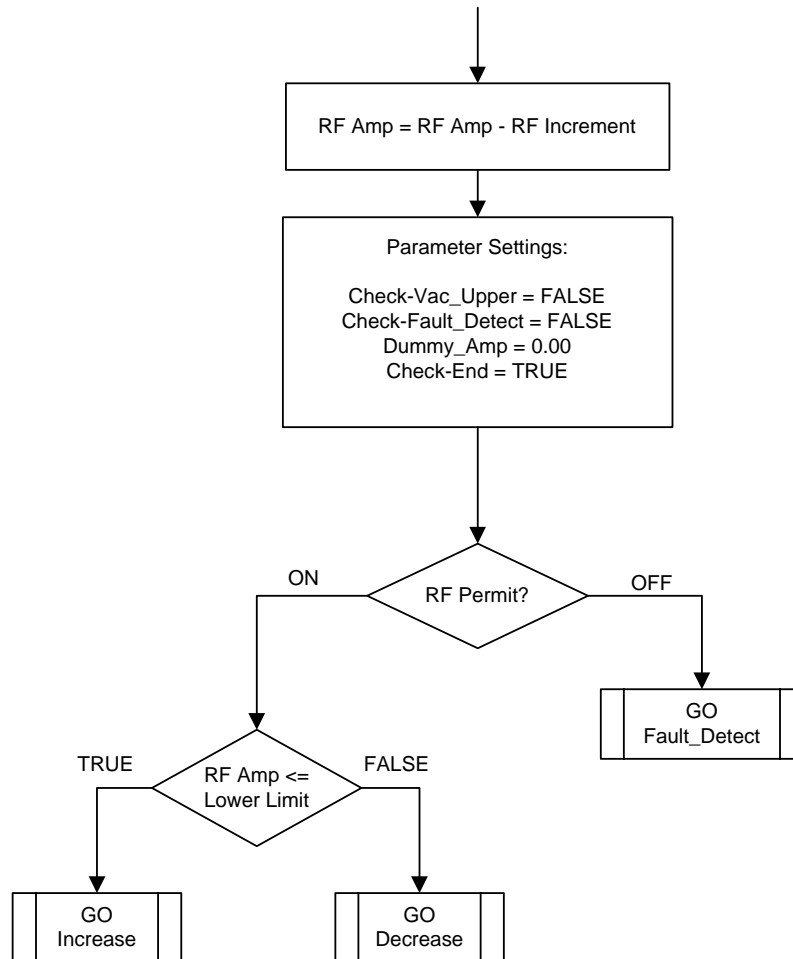 RF Amp = RF Amp - RF Increment
Parameter Settings:
Check-Vac_Upper = FALSE
Check-Fault_Detect = FALSE
Dummy_Amp = 0.00
Check-End = TRUE
RF Permit?
ON
OFF
GO
Fault_Detect
RF Amp <=
Lower Limit
TRUE
FALSE
GO
Increase
GO
Decrease